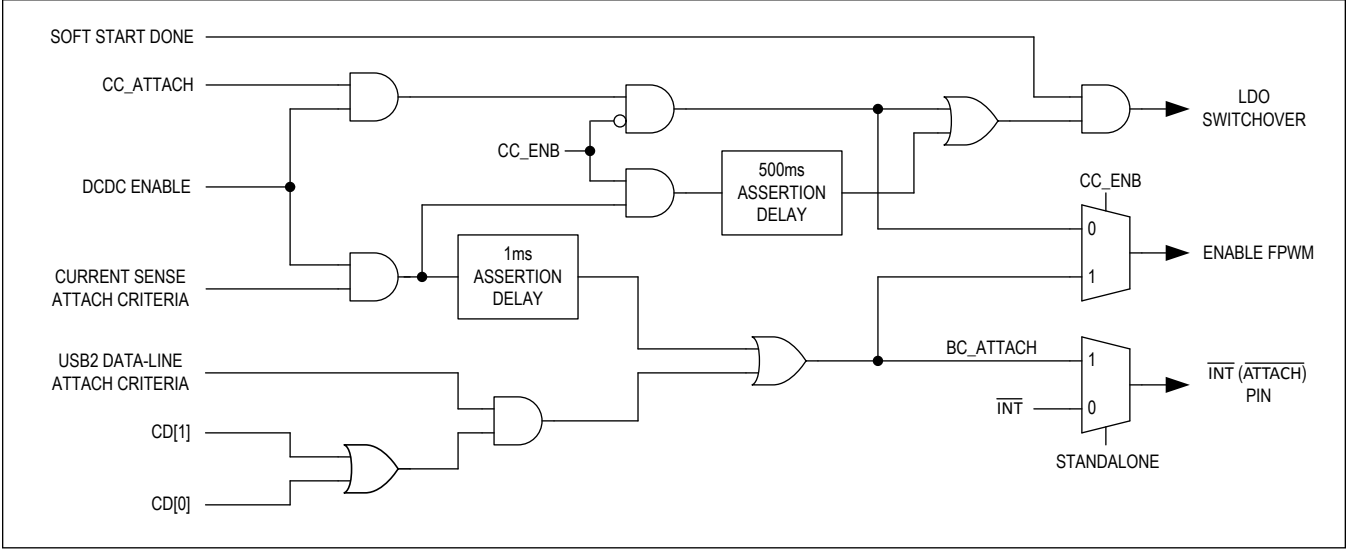 SOFT START DONE
CC_ATTACH
DCDC ENABLE
CURRENT SENSE
ATTACH CRITERIA
USB2 DATA-LINE
ATTACH CRITERIA
CD[1]
CD[0]
CC_ENB
1ms
ASSERTION
DELAY
500ms
ASSERTION
DELAY
BC_ATTACH
CC_ENB
0
1
1
0
INT
STANDALONE
LDO
SWITCHOVER
ENABLE FPWM
INT (ATTACH)
PIN